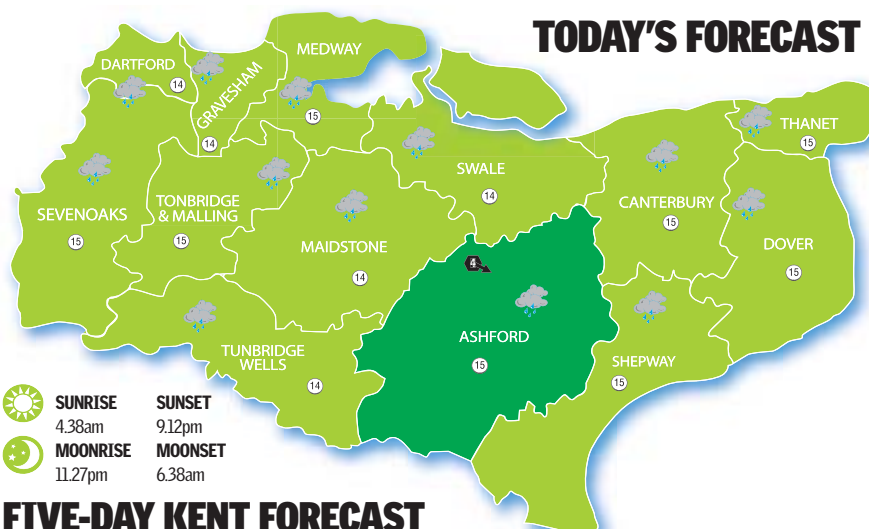 TODAY'S FORECAST
MEDWAY
15
DARTFORD
14
GRAVESHAM
14
THANET
15
SWALE
14
SEVENOAKS
15
TONBRIDGE
& MALLING
15
CANTERBURY
15
MAIDSTONE
14
DOVER
15
4
ASHFORD
15
TUNBRIDGE
WELLS
14
SHEPWAY
15
SUNRISE SUNSET
4.38am 9.12pm
MOONRISE MOONSET
11.27pm 6.38am
FIVE-DAY KENT FORECAST